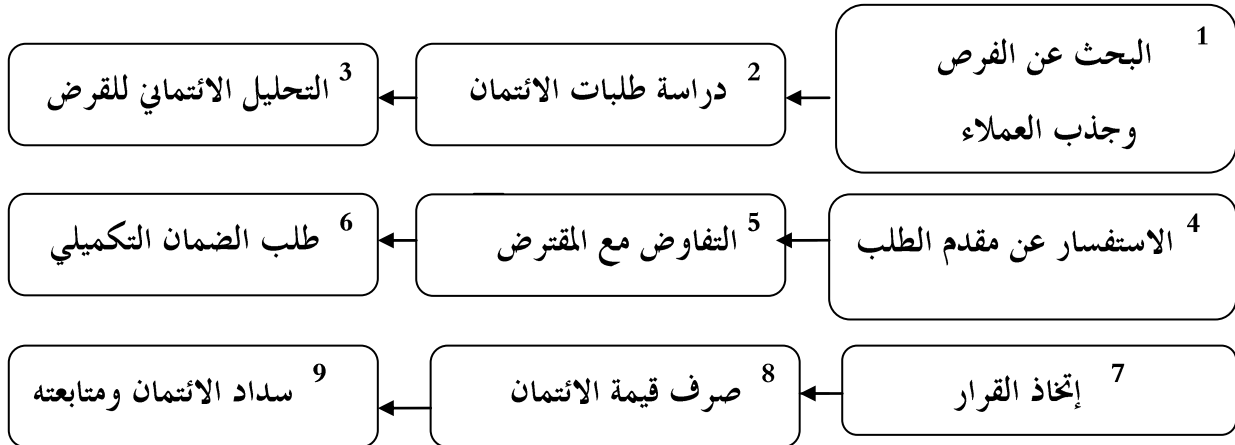 1 البحث عن الفرص
وجذب العملاء
2 دراسة طلبات الائتمان
3 التحليل الائتماني للقرض
4 الاستفسار عن مقدم الطلب
5 التفاوض مع المقترض
6 طلب الضمان التكميلي
7 إتخاذ القرار
8 صرف قيمة الائتمان
9 سداد الائتمان ومتابعته